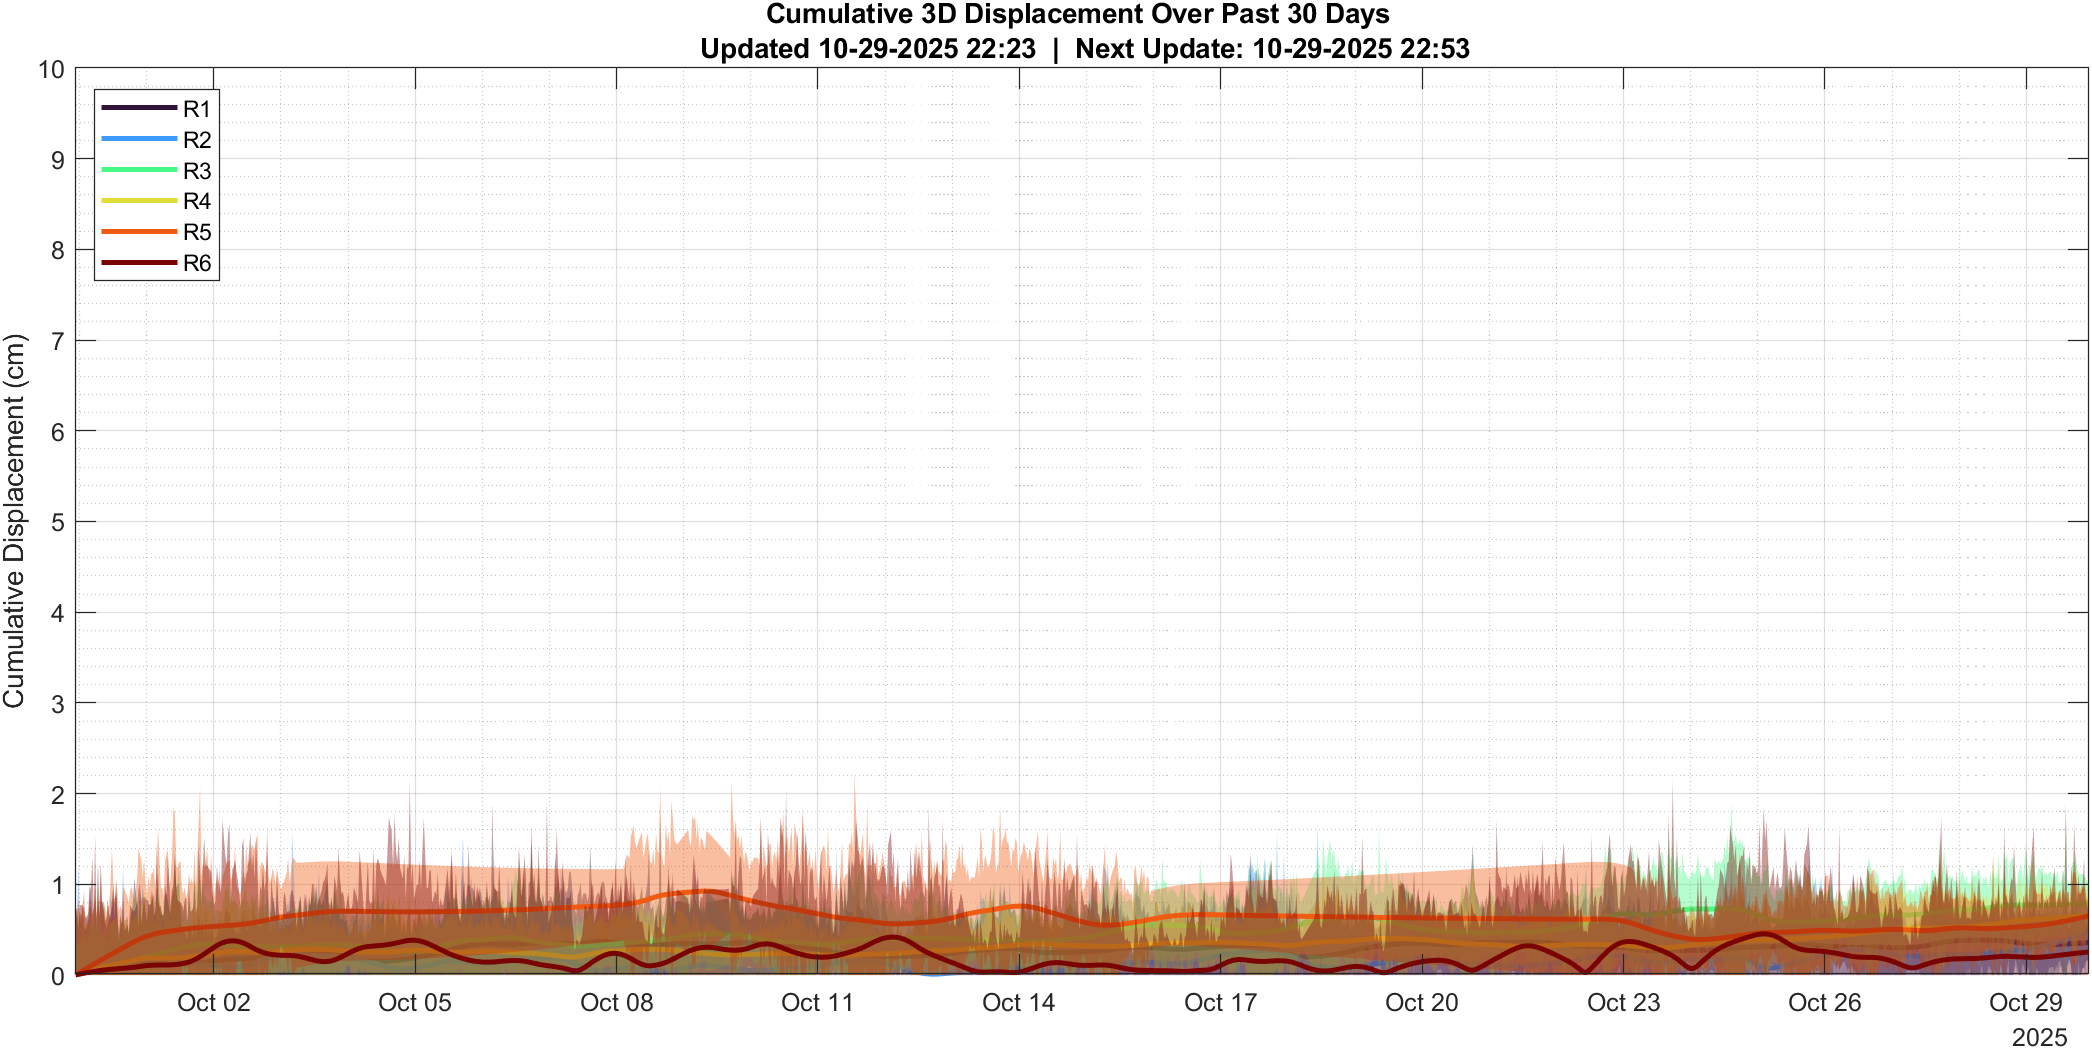 Cumulative 3D Displacement Over Past 30 Days
Updated 10-29-2025 22:23 | Next Update: 10-29-2025 22:53
Cumulative Displacement (cm)
10
9
8
7
6
5
4
3
2
1
0
R1
R2
R3
R4
R5
R6
Oct 02 Oct 05 Oct 08 Oct 11 Oct 14 Oct 17 Oct 20 Oct 23 Oct 26 Oct 29
2025